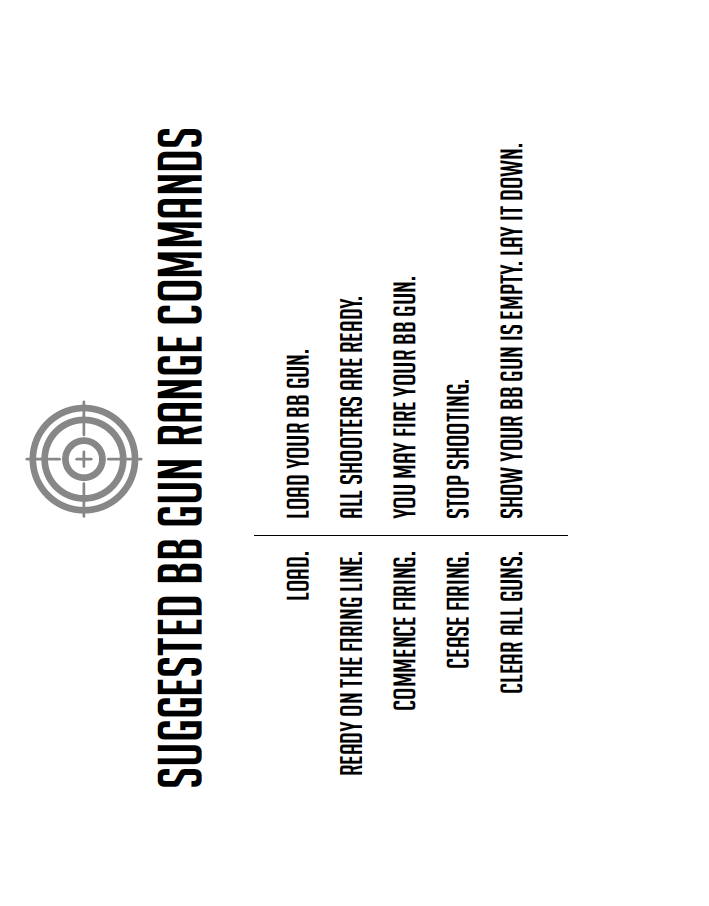 SUGGESTED BB GUN RANGE COMMANDS
LOAD. LOAD YOUR BB GUN.
READY ON THE FIRING LINE. ALL SHOOTERS ARE READY.
COMMENCE FIRING. YOU MAY FIRE YOUR BB GUN.
CEASE FIRING. STOP SHOOTING.
CLEAR ALL GUNS. SHOW YOUR BB GUN IS EMPTY. LAY IT DOWN.